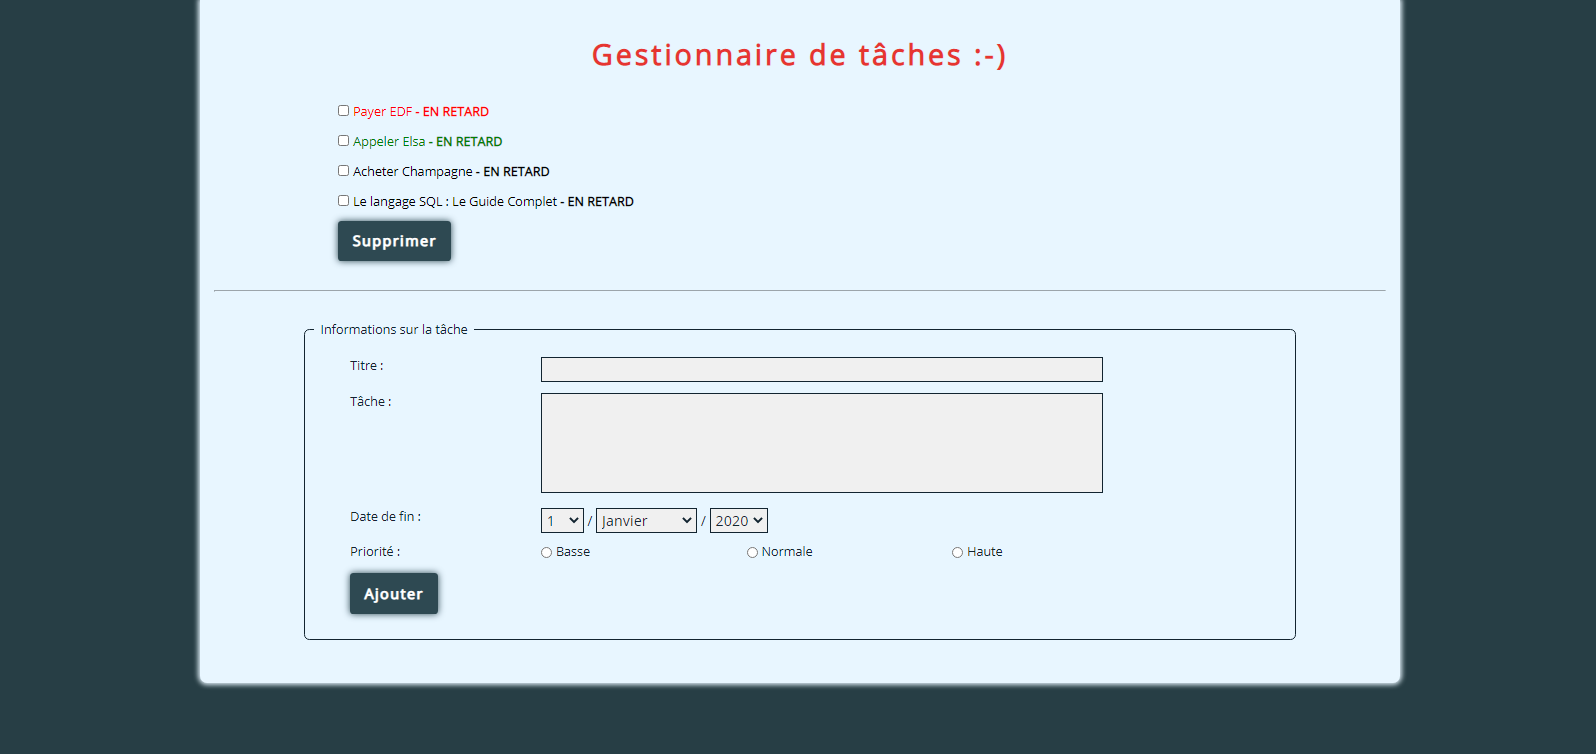 Gestionnaire de tâches :-)
Payer EDF - EN RETARD
Appeler Elsa - EN RETARD
Acheter Champagne - EN RETARD
Le langage SQL : Le Guide Complet - EN RETARD
Supprimer
Informations sur la tâche
Titre :
Tâche :
Date de fin : 1 / Janvier / 2020
Priorité : Basse Normale Haute
Ajouter